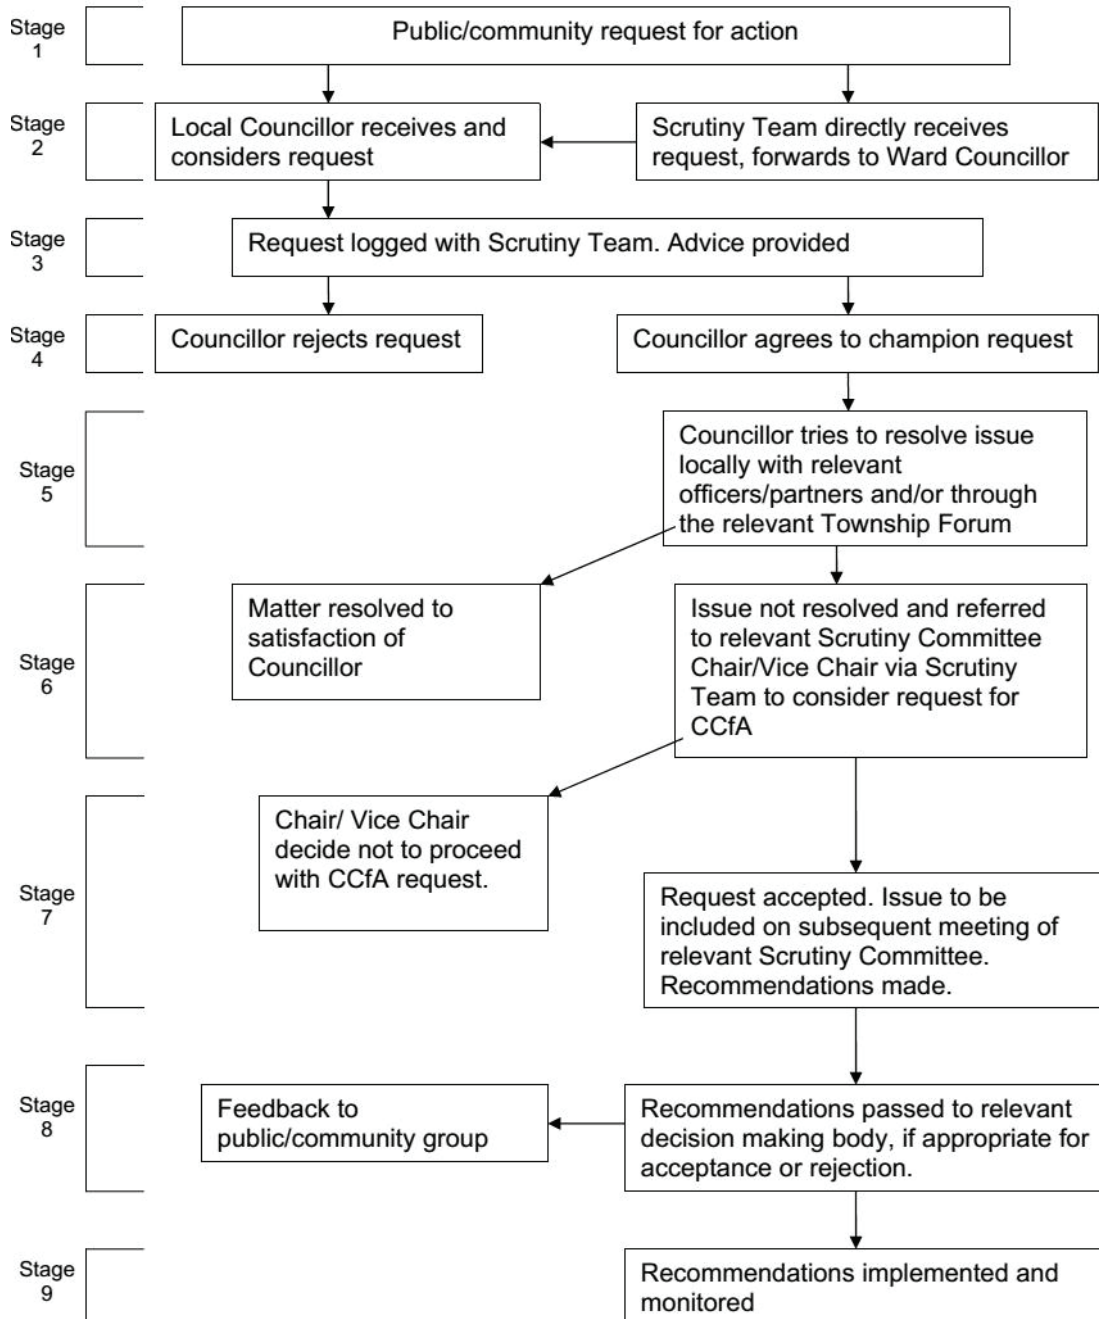 Stage
1
Public/community request for action
Stage
2
Local Councillor receives and
considers request
Scrutiny Team directly receives
request, forwards to Ward Councillor
Stage
3
Request logged with Scrutiny Team. Advice provided
Stage
4
Councillor rejects request
Councillor agrees to champion request
Stage
5
Councillor tries to resolve issue
locally with relevant
officers/partners and/or through
the relevant Township Forum
Stage
6
Matter resolved to
satisfaction of
Councillor
Issue not resolved and referred
to relevant Scrutiny Committee
Chair/Vice Chair via Scrutiny
Team to consider request for
CCfA
Stage
7
Chair/ Vice Chair
decide not to proceed
with CCfA request.
Request accepted. Issue to be
included on subsequent meeting of
relevant Scrutiny Committee.
Recommendations made.
Stage
8
Feedback to
public/community group
Recommendations passed to relevant
decision making body, if appropriate for
acceptance or rejection.
Stage
9
Recommendations implemented and
monitored